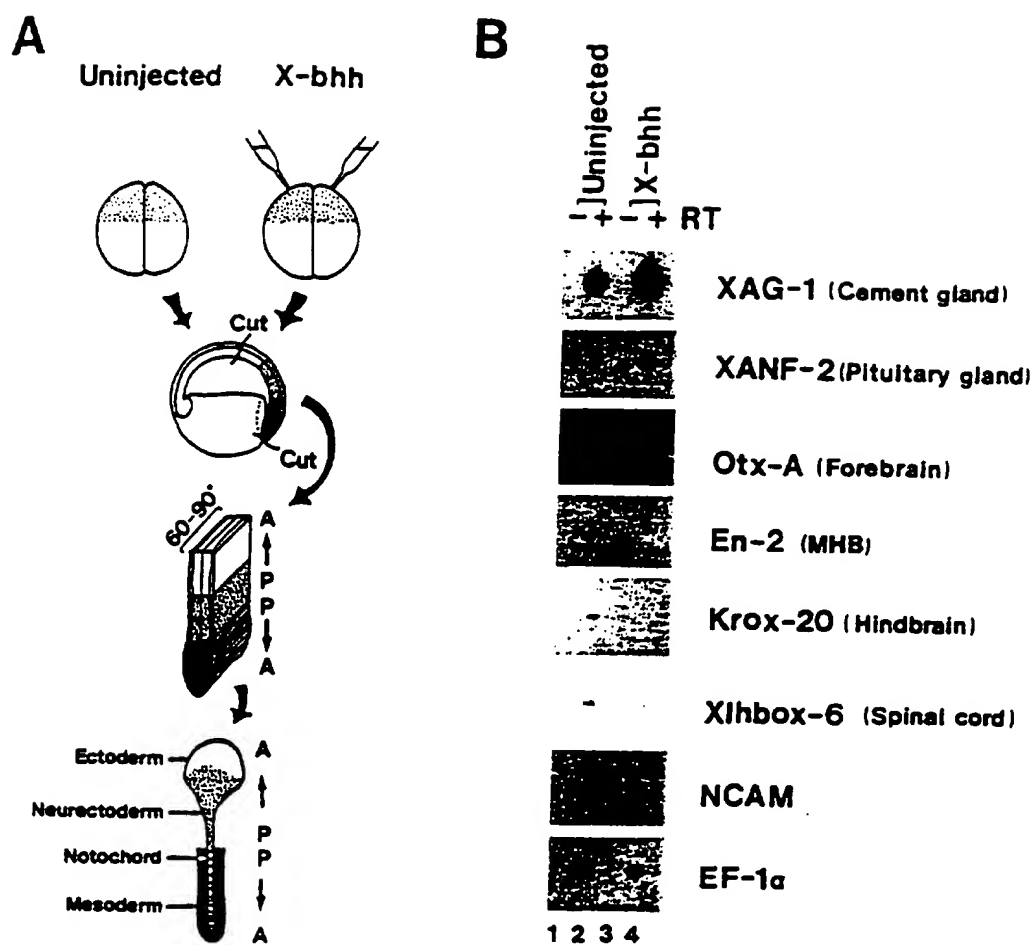 A
Uninjected X-bhh
Cut
Cut
60-90°
A
P
P
A
Ectoderm
Neurectoderm
Notochord
Mesoderm
A
P
P
A
B
- ] Uninjected
+
- ] X-bhh
+
RT
XAG-1 (Cement gland)
XANF-2 (Pituitary gland)
Otx-A (Forebrain)
En-2 (MHB)
Krox-20 (Hindbrain)
Xlhbox-6 (Spinal cord)
NCAM
EF-1α
1 2 3 4